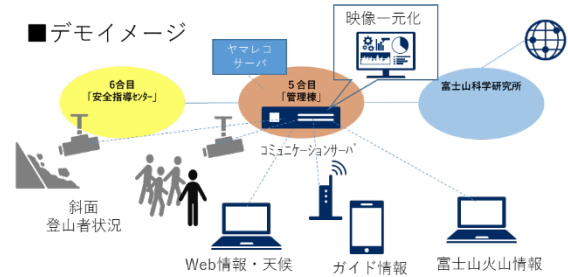 ■デモイメージ
映像一元化
ヤマレコ
サーバ
6合目
「安全指導ｾﾝﾀｰ」
５合目
「管理棟」
富士山科学研究所
ｺﾐｭﾆｹｰｼｮﾝｻｰﾊﾞ
斜面
登山者状況
Web情報・天候
ガイド情報
富士山火山情報